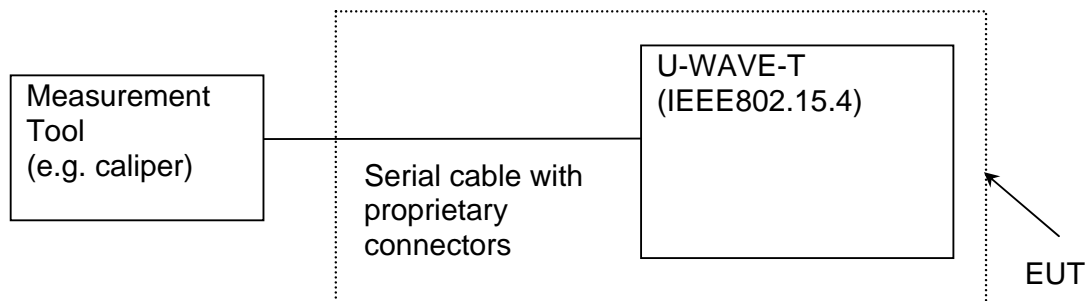 Measurement
Tool
(e.g. caliper)
Serial cable with
proprietary
connectors
U-WAVE-T
(IEEE802.15.4)
EUT